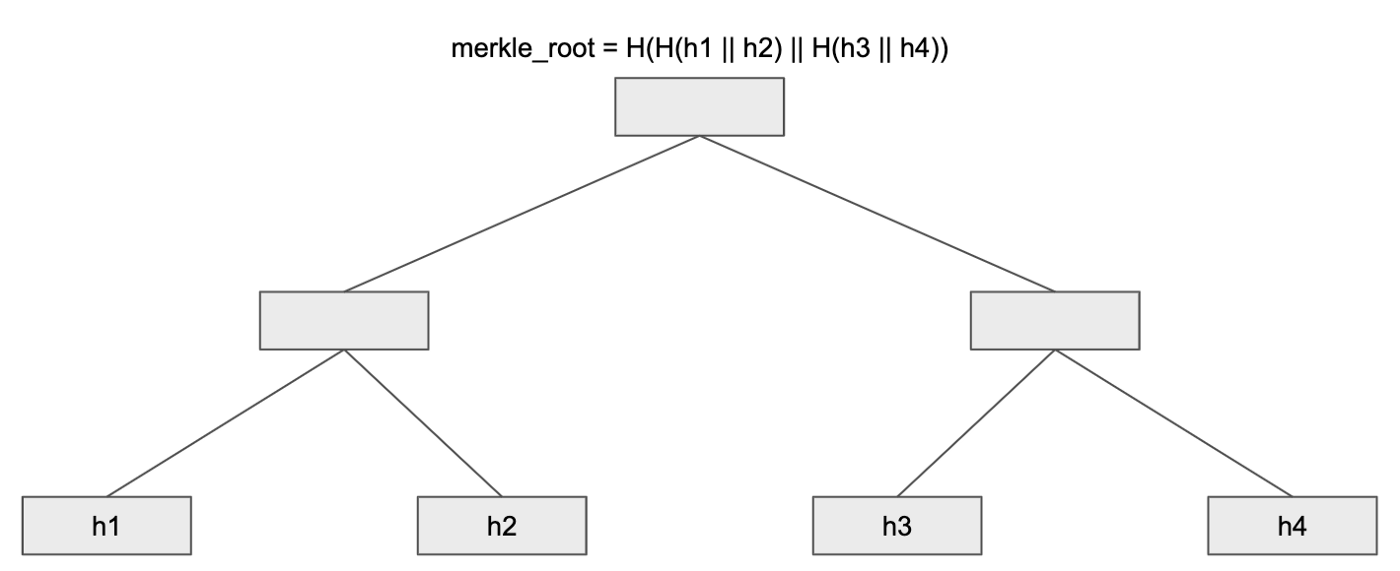 merkle_root = H(H(h1 || h2) || H(h3 || h4))
h1
h2
h3
h4